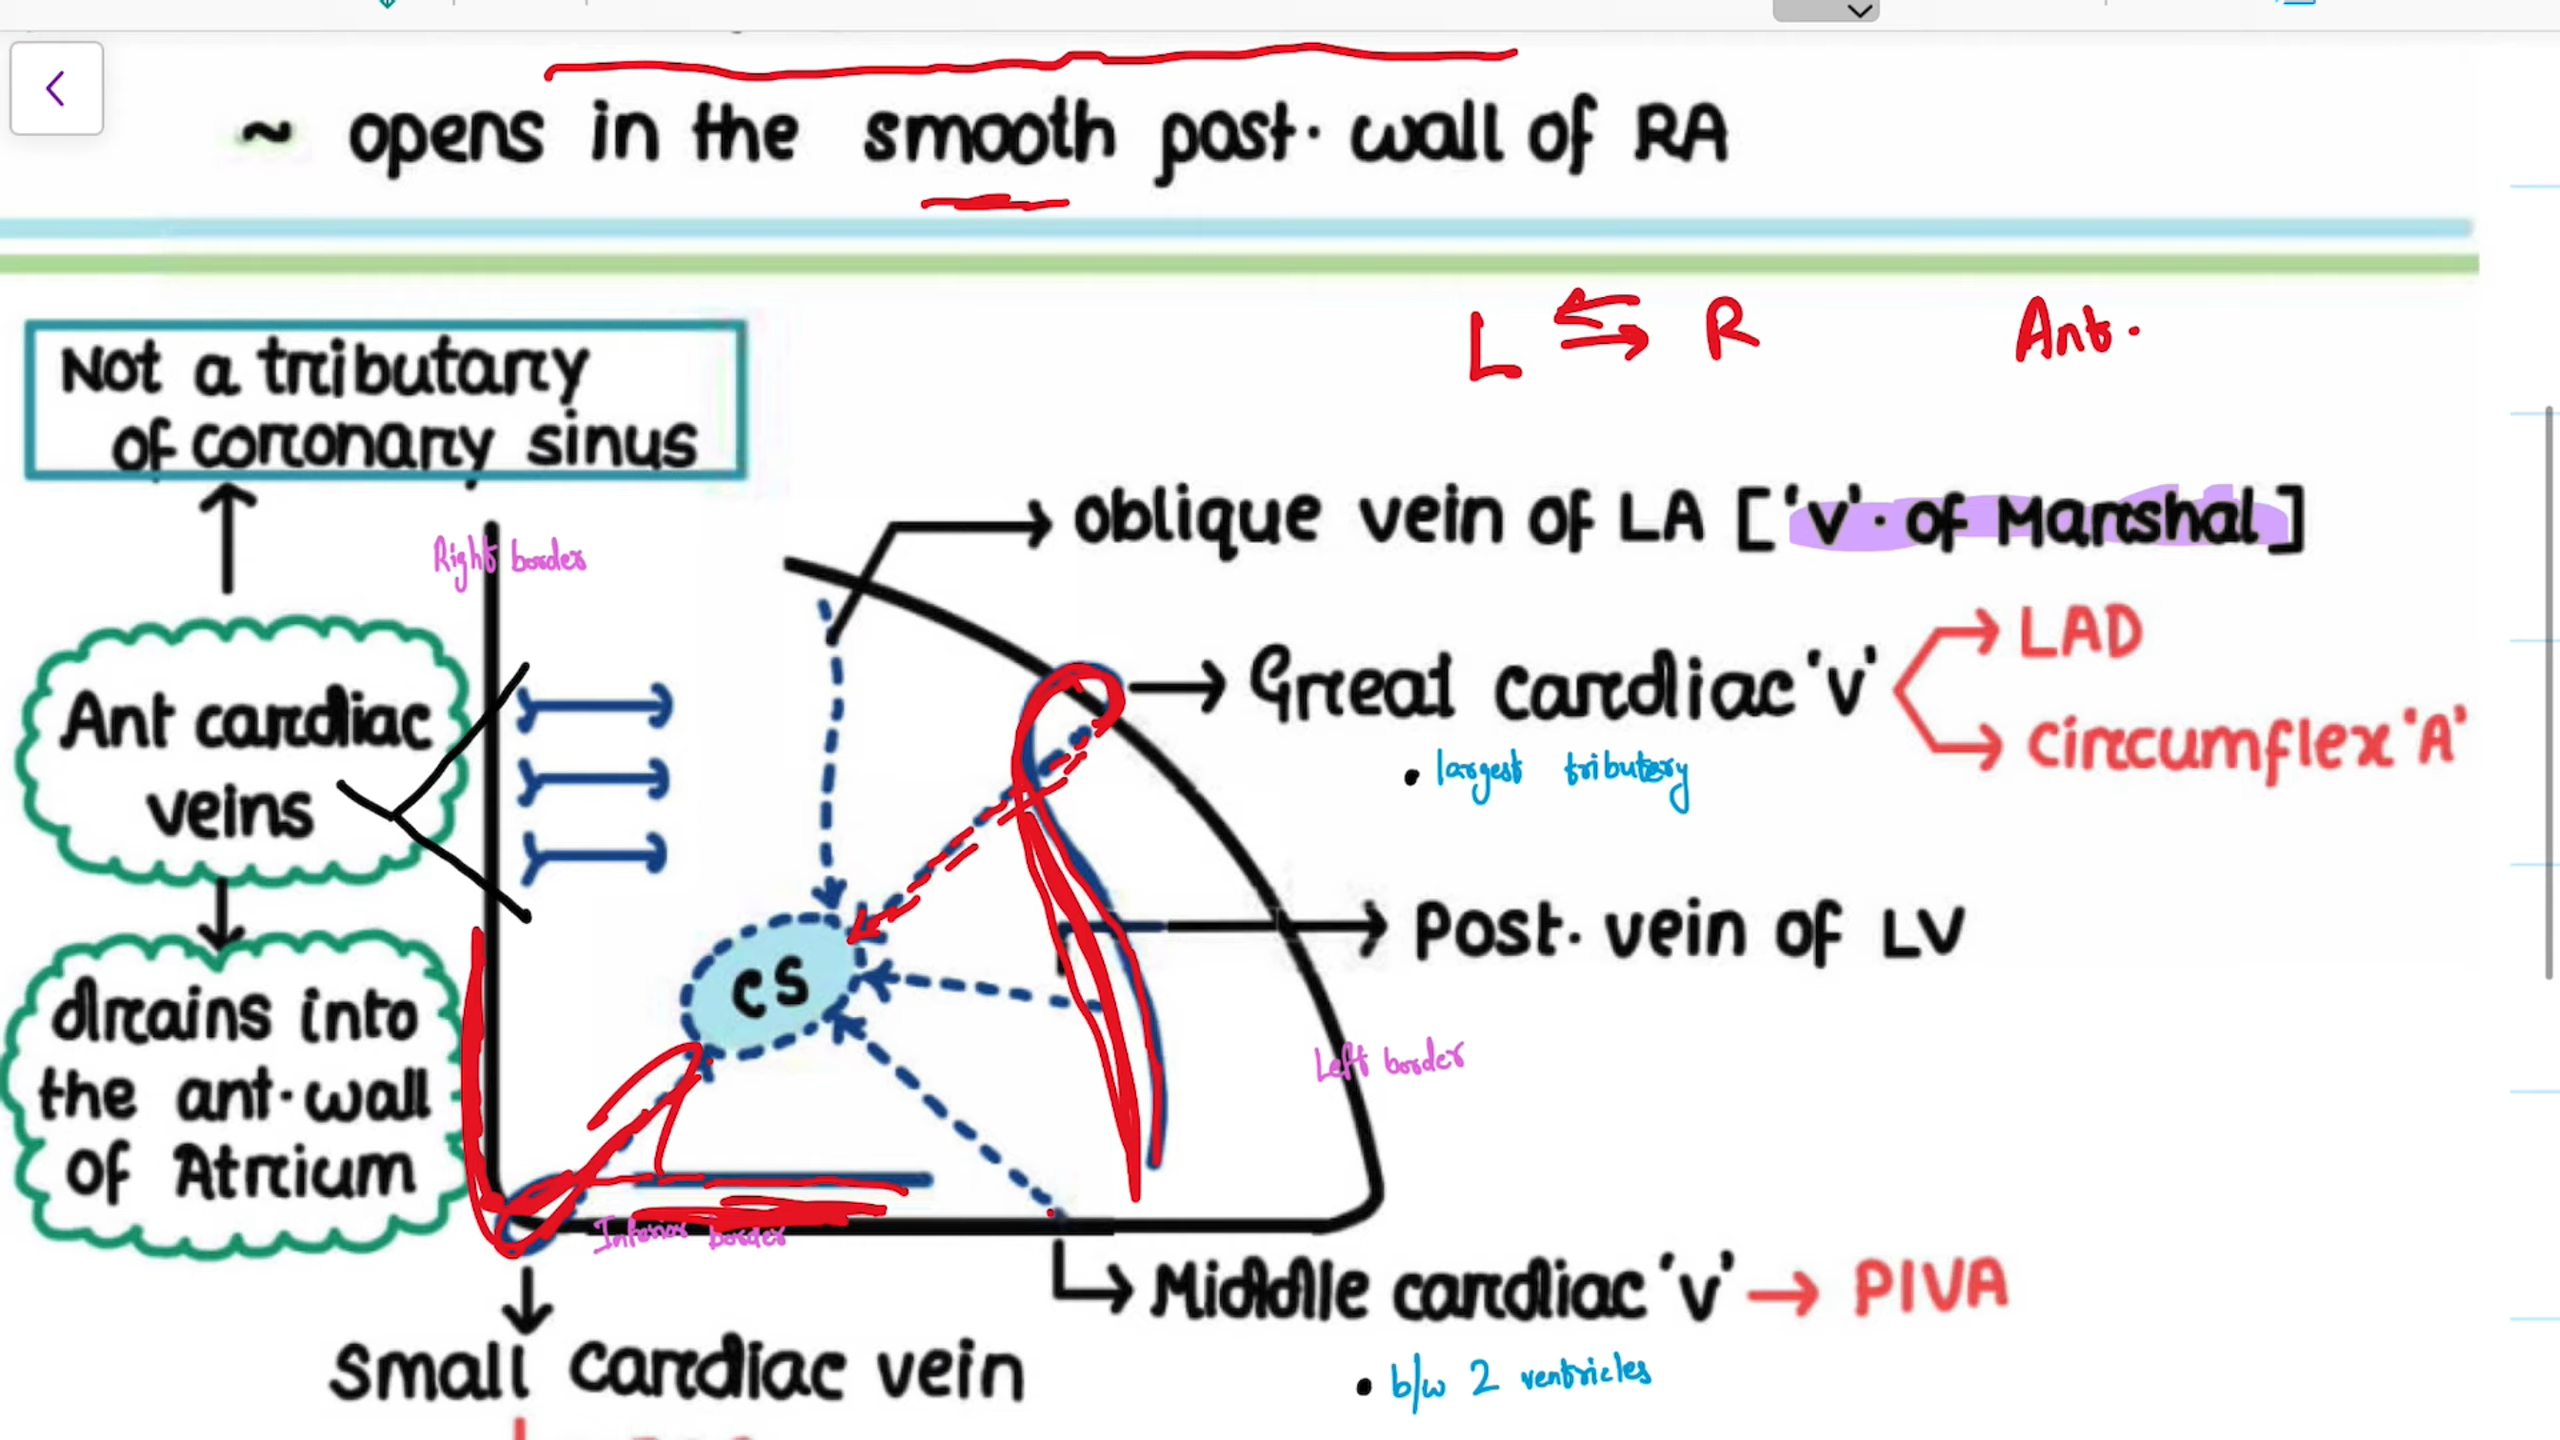 ~ opens in the smooth post. wall of RA
L ⇆ R Ant.
Not a tributary
of coronary sinus
Right border
oblique vein of LA ['v'. of Marshal]
Great cardiac 'v' → LAD
→ circumflex 'A'
• largest tributery
Ant cardiac
veins
Post. vein of LV
CS
Left border
drains into
the ant. wall
of Atrium
Inferior border
Middle cardiac 'v' → PIVA
• b/w 2 ventricles
Small cardiac vein